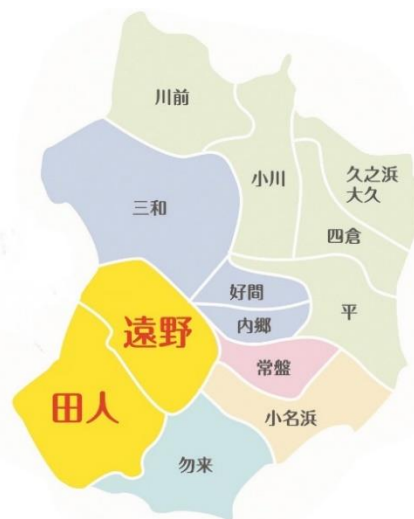 川前
小川
久之浜
大久
三和
四倉
好間
平
内郷
遠野
常盤
田人
小名浜
勿来